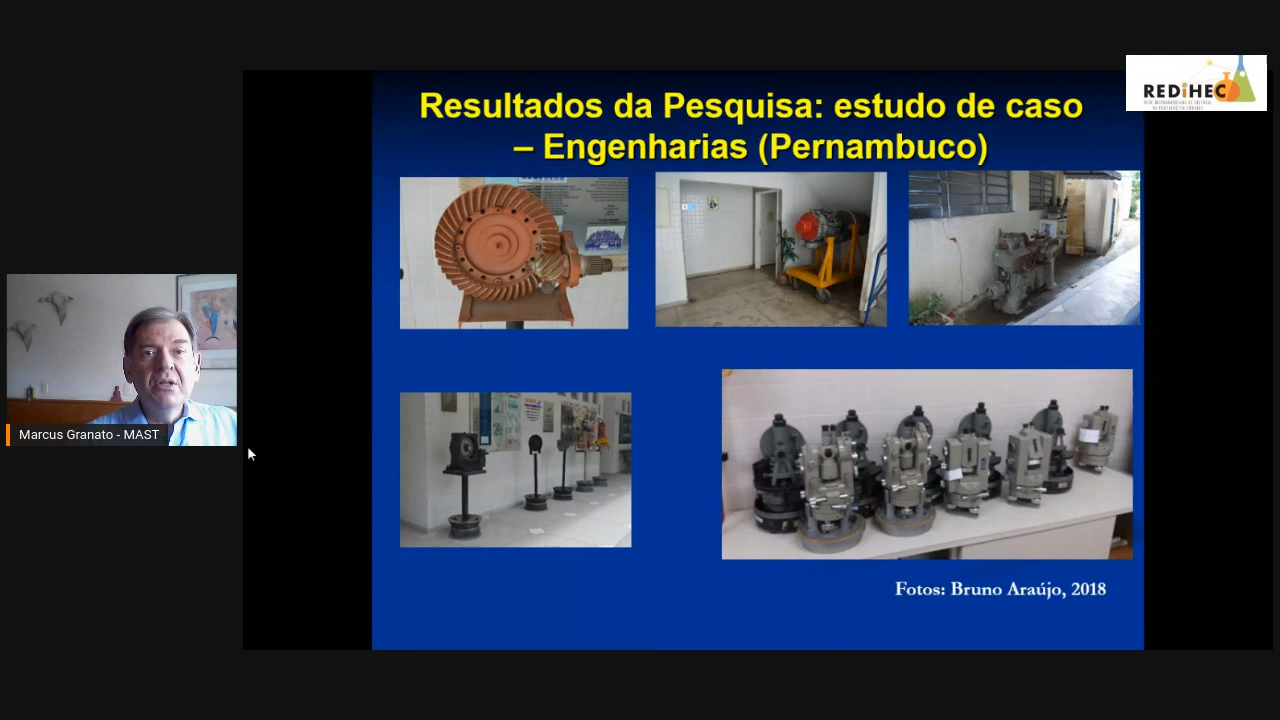 REDiHEC
Resultados da Pesquisa: estudo de caso
– Engenharias (Pernambuco)
Marcus Granato - MAST
Fotos: Bruno Araújo, 2018